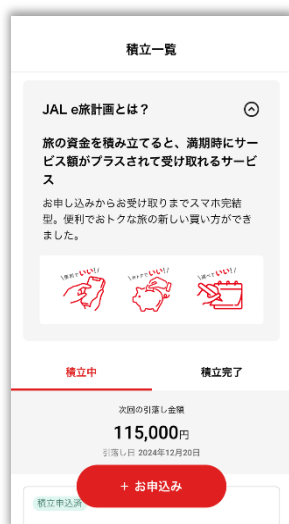 積立一覧
JAL e旅計画とは？
旅の資金を積み立てると、満期時にサー
ビス額がプラスされて受け取れるサービ
ス
お申し込みからお受け取りまでスマホ完結
型。便利でおトクな旅の新しい買い方ができ
ました。
積立中
積立完了
次回の引落し金額
115,000円
引落し日 2024年12月20日
+ お申込み
積立申込済